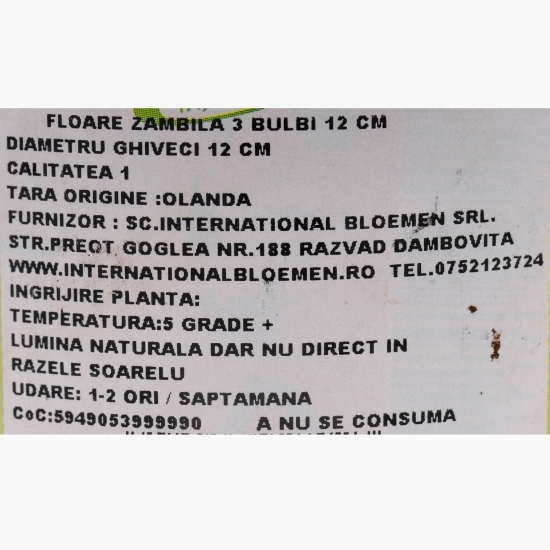 FLOARE ZAMBILA 3 BULBI 12 CM
DIAMETRU GHIVECI 12 CM
CALITATEA 1
TARA ORIGINE :OLANDA
FURNIZOR : SC.INTERNATIONAL BLOEMEN SRL.
STR.PREOT GOGLEA NR.188 RAZVAD DAMBOVITA
WWW.INTERNATIONALBLOEMEN.RO TEL.0752123724
INGRIJIRE PLANTA:
TEMPERATURA:5 GRADE +
LUMINA NATURALA DAR NU DIRECT IN
RAZELE SOARELU
UDARE: 1-2 ORI / SAPTAMANA
CoC:5949053999990 A NU SE CONSUMA